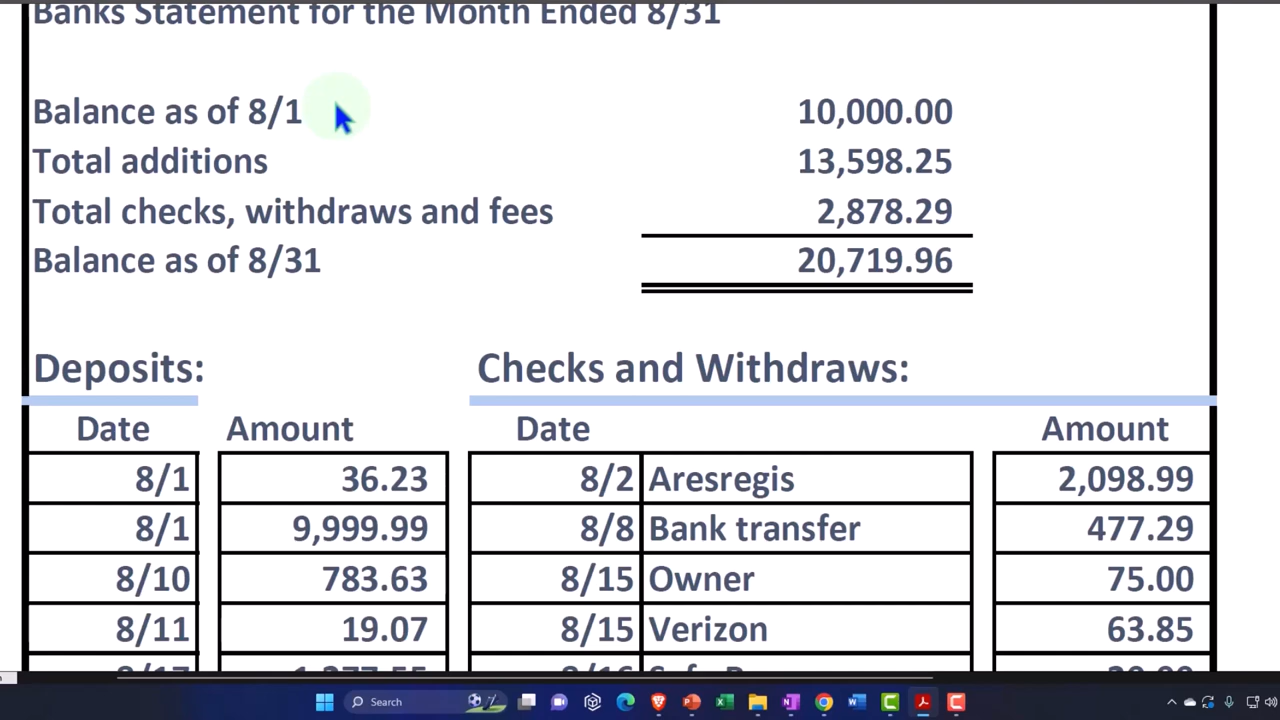 Banks Statement for the Month Ended 8/31
Balance as of 8/1 10,000.00
Total additions 13,598.25
Total checks, withdraws and fees 2,878.29
Balance as of 8/31 20,719.96
Deposits: Checks and Withdraws:
Date Amount Date Amount
8/1 36.23 8/2 Aresregis 2,098.99
8/1 9,999.99 8/8 Bank transfer 477.29
8/10 783.63 8/15 Owner 75.00
8/11 19.07 8/15 Verizon 63.85
Search